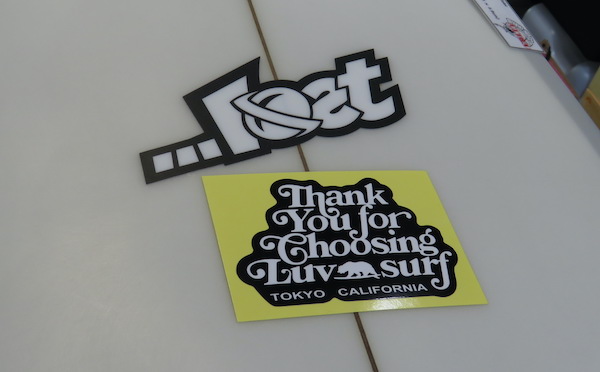 ...lost
Thank
You for
Choosing
Luv surf
TOKYO CALIFORNIA